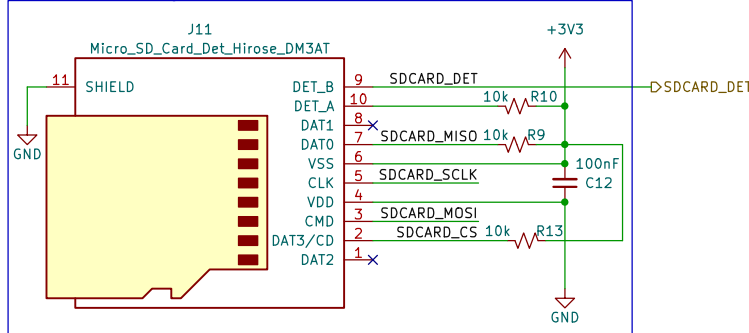 J11
Micro_SD_Card_Det_Hirose_DM3AT
+3V3
11 SHIELD
DET_B 9 SDCARD_DET
SDCARD_DET
DET_A 10 10k R10
DAT1 8
DAT0 7 SDCARD_MISO 10k R9
GND
VSS 6 100nF
CLK 5 SDCARD_SCLK C12
VDD 4
CMD 3 SDCARD_MOSI
DAT3/CD 2 SDCARD_CS 10k R13
DAT2 1
GND